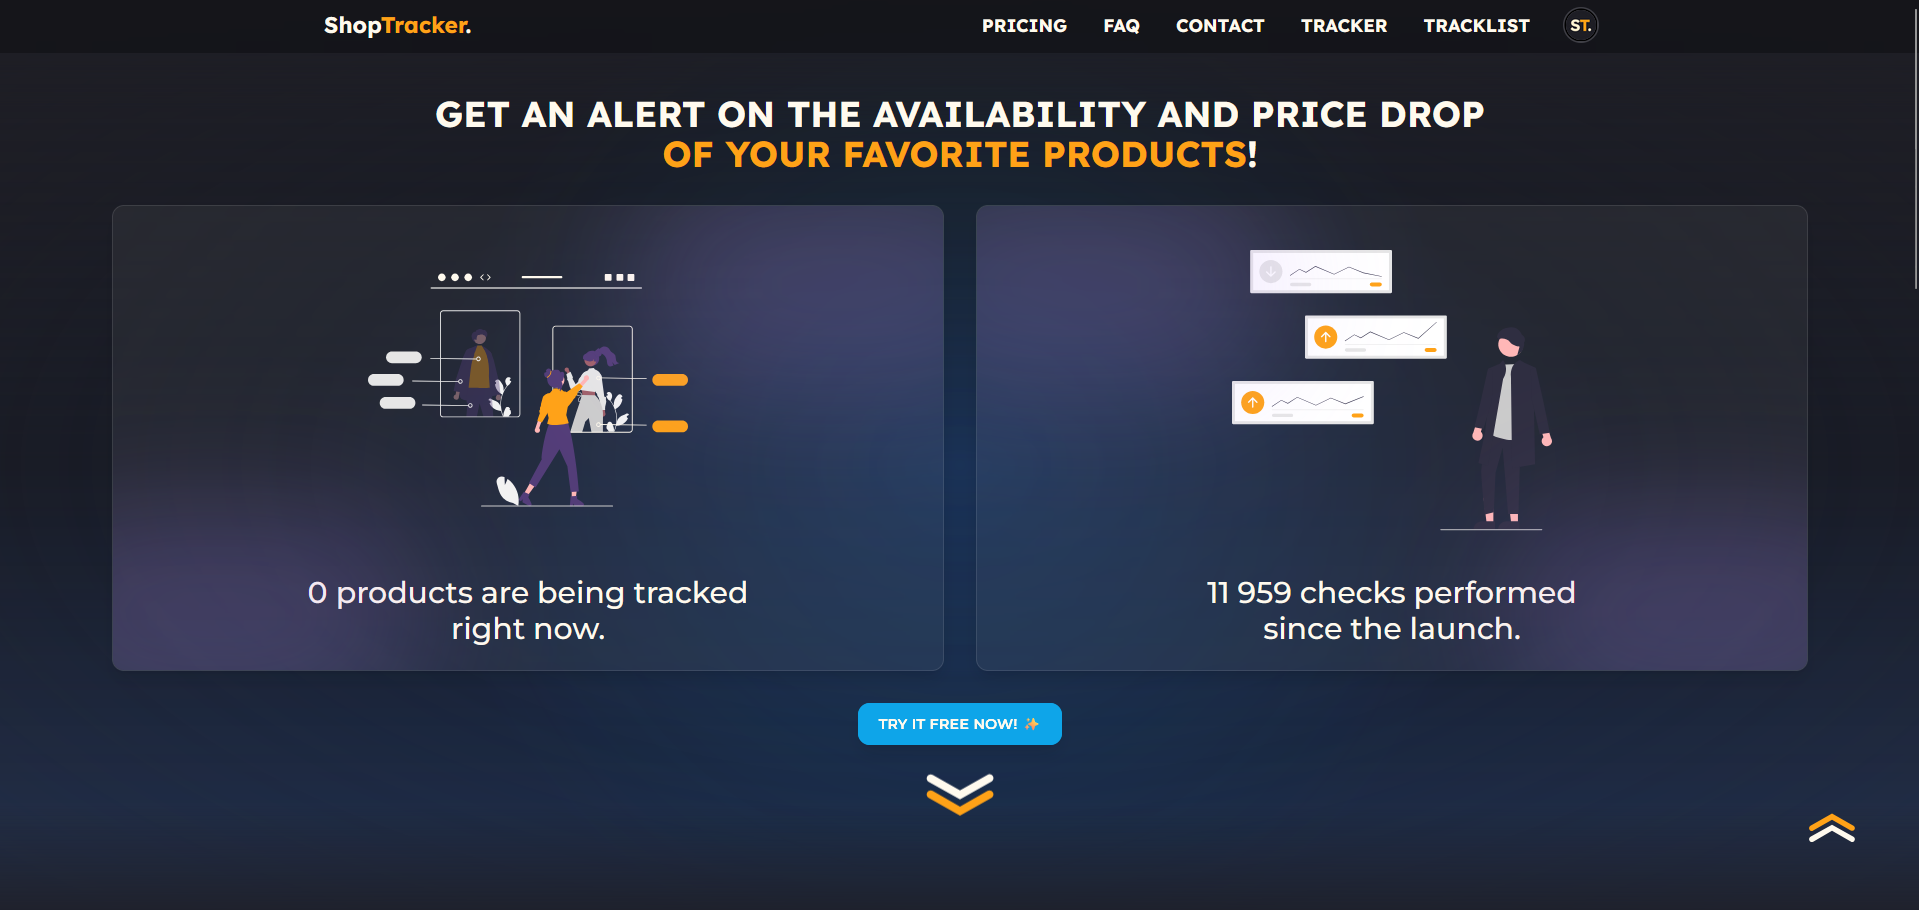 ShopTracker.
PRICING FAQ CONTACT TRACKER TRACKLIST ST.
GET AN ALERT ON THE AVAILABILITY AND PRICE DROP
OF YOUR FAVORITE PRODUCTS!
0 products are being tracked
right now.
11 959 checks performed
since the launch.
TRY IT FREE NOW! ✨